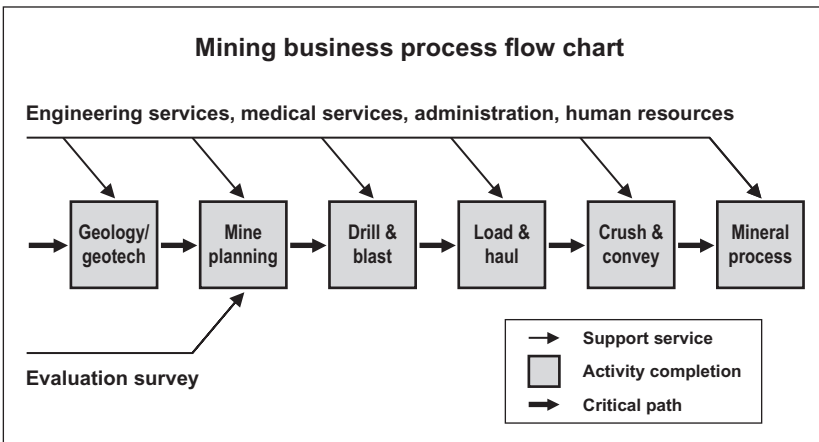 Mining business process flow chart
Engineering services, medical services, administration, human resources
Geology/
geotech
Mine
planning
Drill &
blast
Load &
haul
Crush &
convey
Mineral
process
Evaluation survey
Support service
Activity completion
Critical path